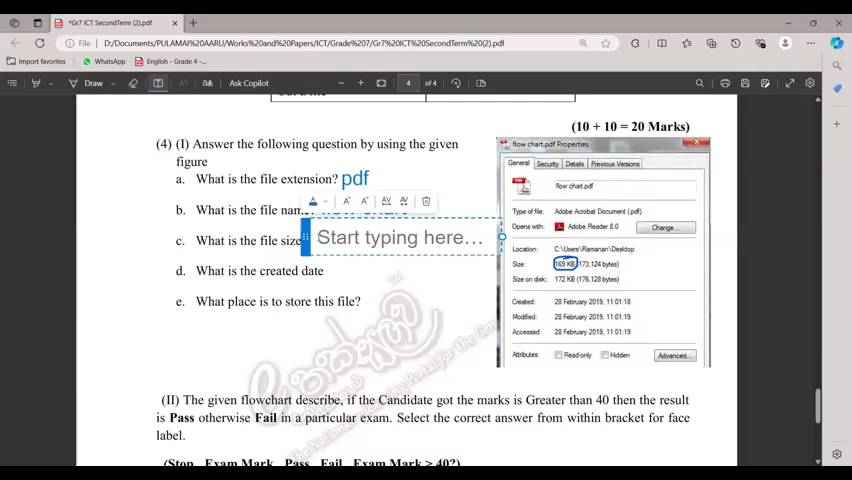 *Gr7 ICT SecondTerm (2).pdf
File D:/Documents/PULAMAI%20AARU/Works%20and%20Papers/ICT/Grade%207/Gr7%20ICT%20SecondTerm%20(2).pdf
Import favorites WhatsApp English - Grade 4 -...
Draw Ask Copilot 4 of 4
(10 + 10 = 20 Marks)
(4) (I) Answer the following question by using the given figure
a. What is the file extension? pdf
b. What is the file name?
c. What is the file size
Start typing here...
d. What is the created date
e. What place is to store this file?
flow chart.pdf Properties
General Security Details Previous Versions
flow chart.pdf
Type of file: Adobe Acrobat Document (.pdf)
Opens with: Adobe Reader 8.0 Change...
Location: C:\Users\Ramanan\Desktop
Size: 169 KB (173,124 bytes)
Size on disk: 172 KB (176,128 bytes)
Created: 28 February 2019, 11:01:18
Modified: 28 February 2019, 11:01:19
Accessed: 28 February 2019, 11:01:19
Attributes: Read-only Hidden Advanced...
(II) The given flowchart describe, if the Candidate got the marks is Greater than 40 then the result
is Pass otherwise Fail in a particular exam. Select the correct answer from within bracket for face
label.
(Stop, Exam Mark, Pass, Fail, Exam Mark > 40?)